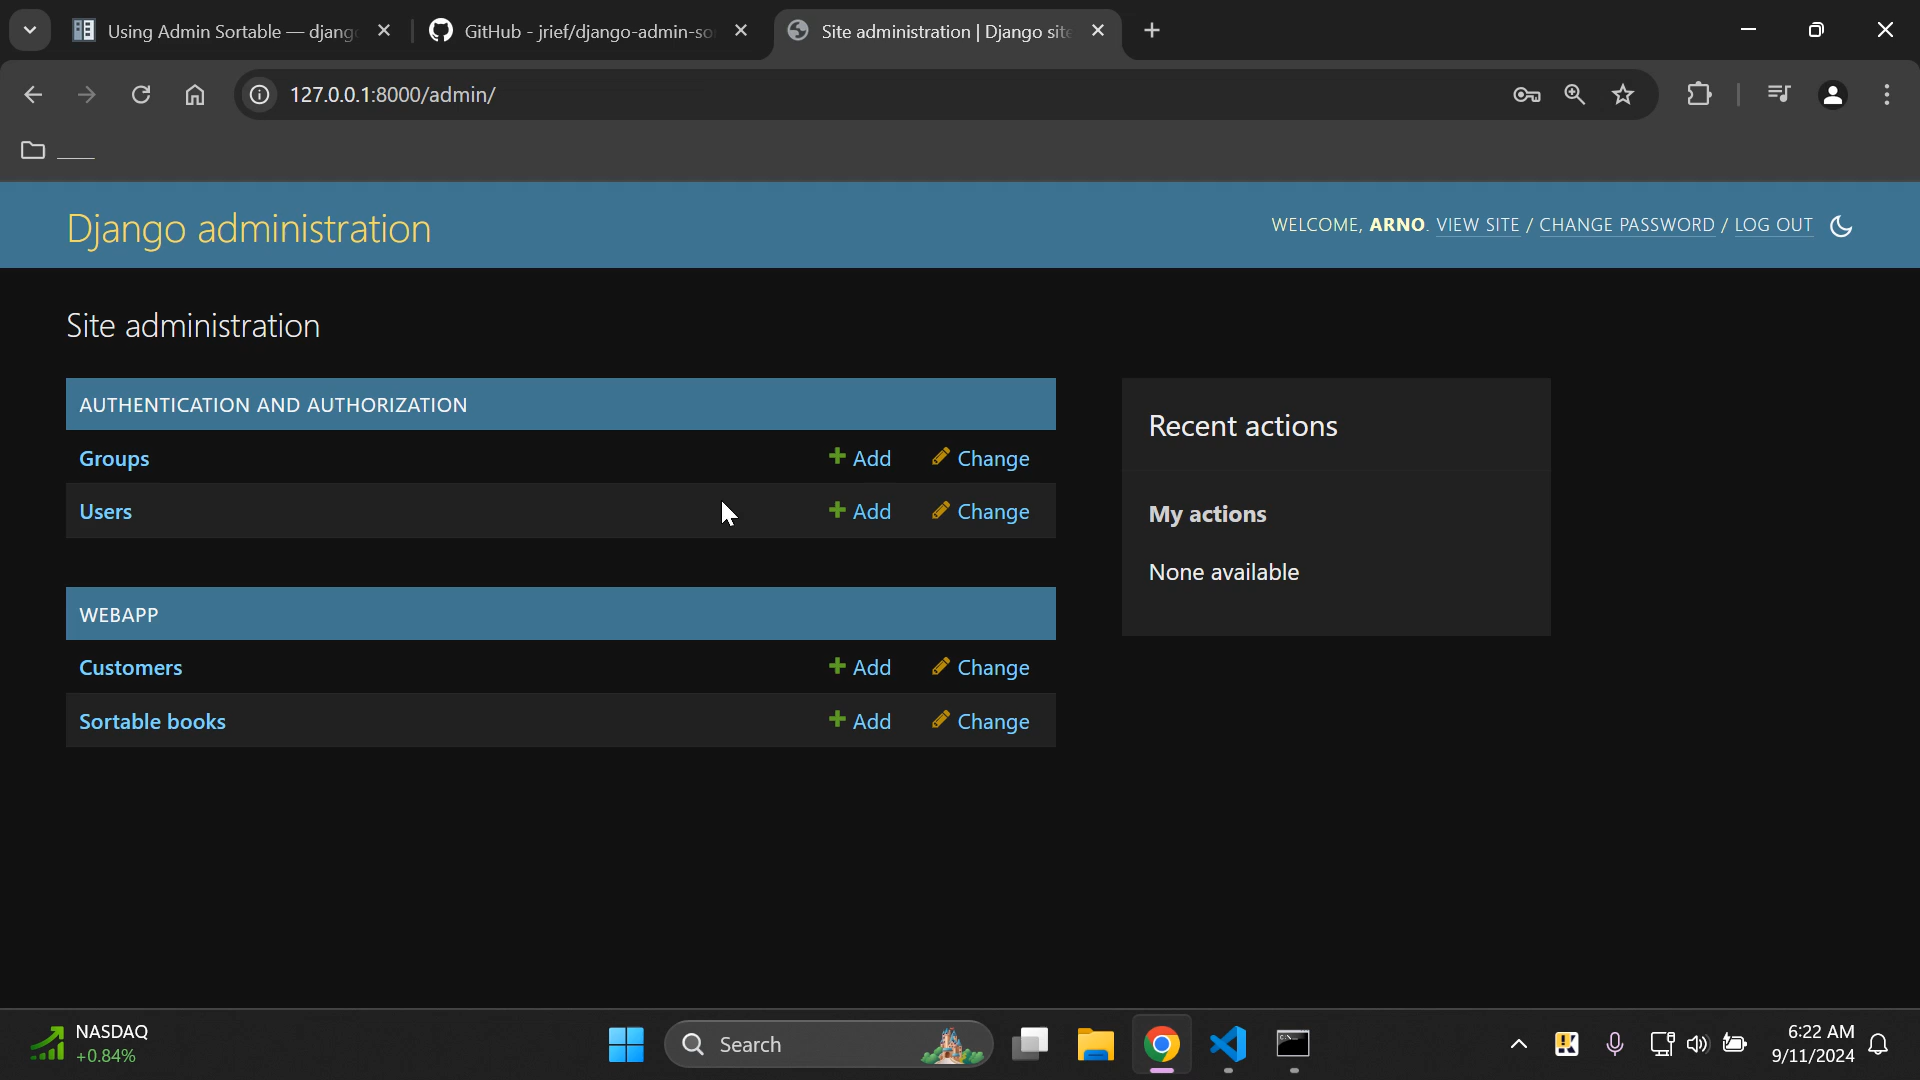 Using Admin Sortable — djang
GitHub - jrief/django-admin-so
Site administration | Django site
127.0.0.1:8000/admin/
Django administration
WELCOME, ARNO. VIEW SITE / CHANGE PASSWORD / LOG OUT
Site administration
AUTHENTICATION AND AUTHORIZATION
Groups Add Change
Users Add Change
WEBAPP
Customers Add Change
Sortable books Add Change
Recent actions
My actions
None available
NASDAQ
+0.84%
Search
6:22 AM
9/11/2024